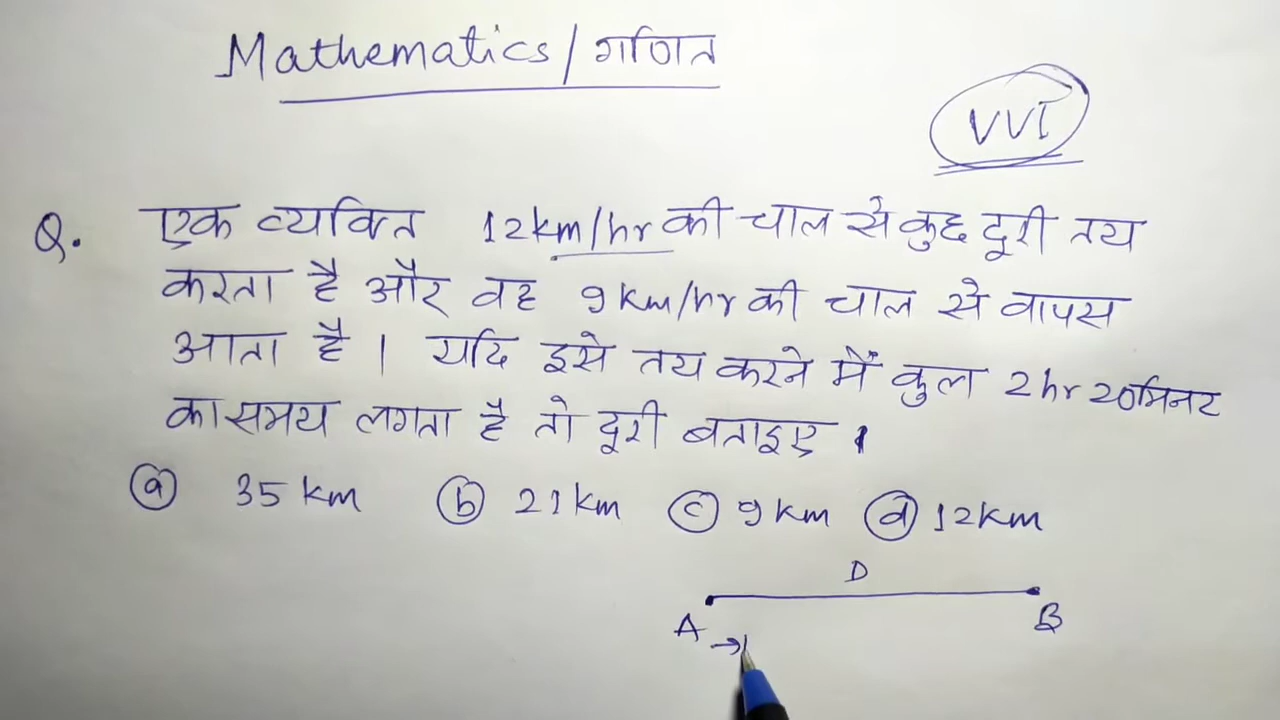 Mathematics/गणित
VVI
Q. एक व्यक्ति 12km/hr की चाल से कुछ दूरी तय
करता है और वह 9km/hr की चाल से वापस
आता है। यदि इसे तय करने में कुल 2hr 20मिनट
का समय लगता है तो दूरी बताइए।
(a) 35 km (b) 21 km (c) 9 km (d) 12 km
D
A B
→1